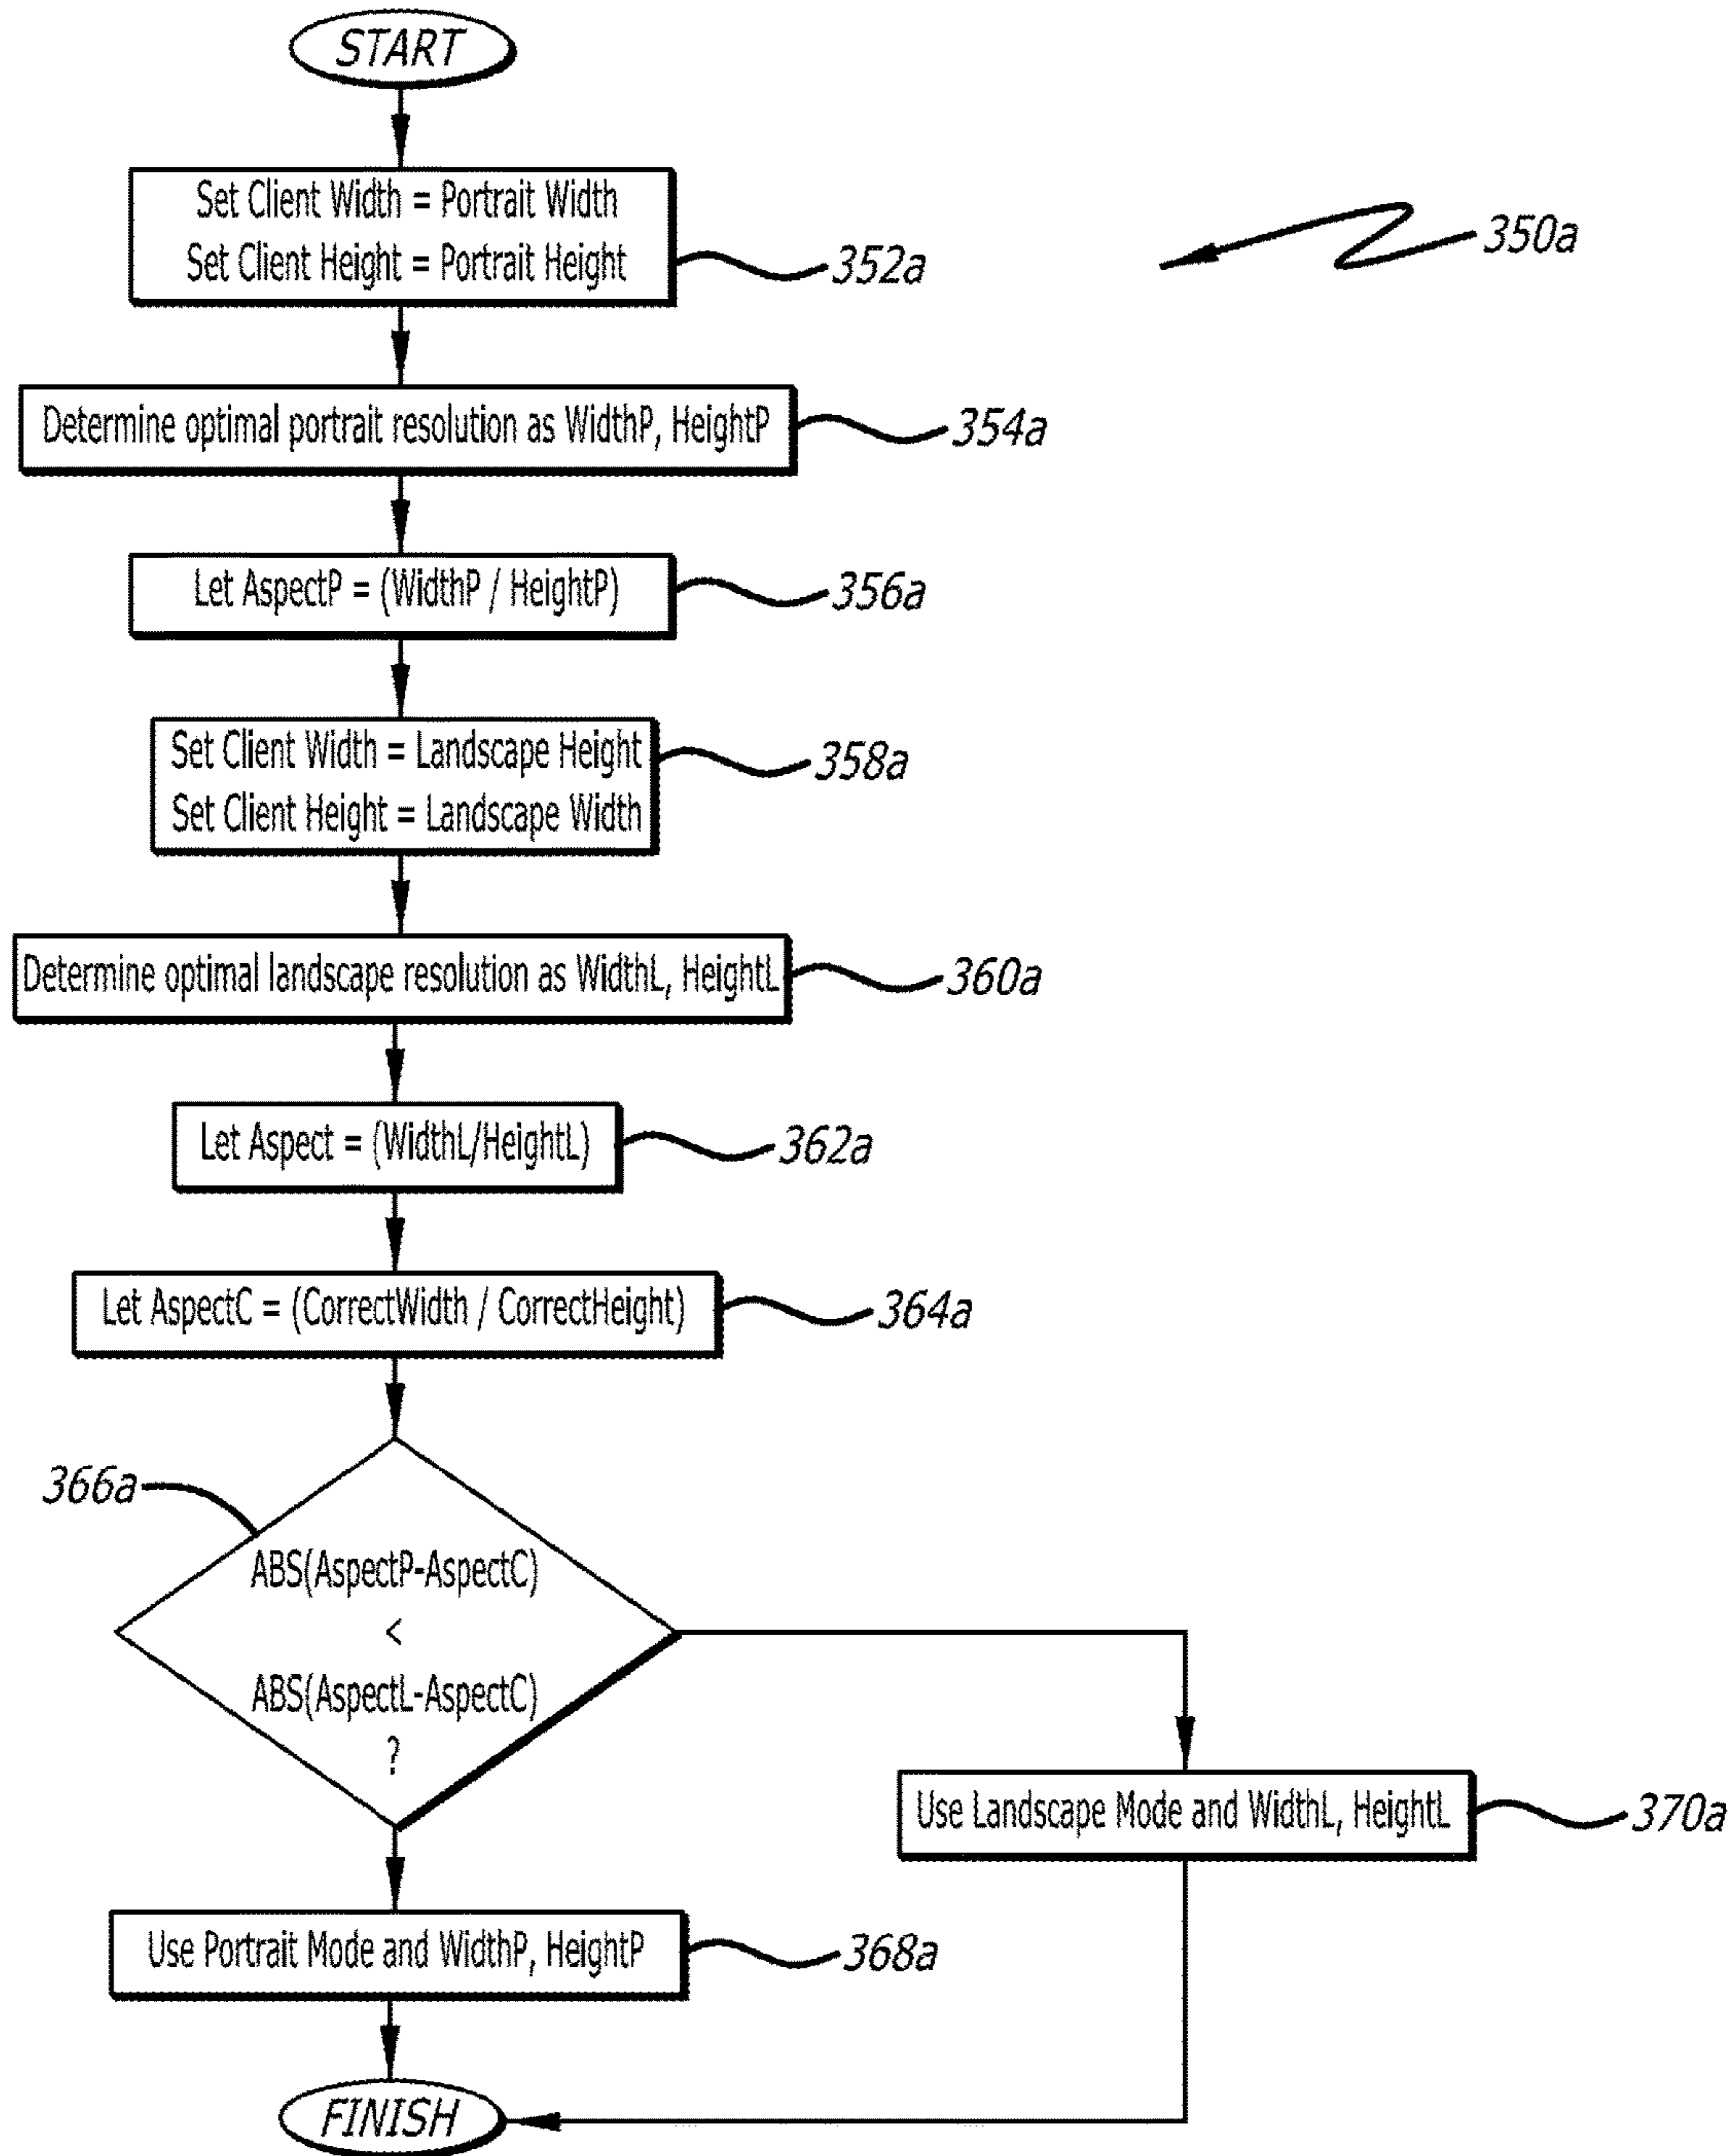 START
Set Client Width = Portrait Width
Set Client Height = Portrait Height
352a
350a
Determine optimal portrait resolution as WidthP, HeightP
354a
Let AspectP = (WidthP / HeightP)
356a
Set Client Width = Landscape Height
Set Client Height = Landscape Width
358a
Determine optimal landscape resolution as WidthL, HeightL
360a
Let Aspect = (WidthL/HeightL)
362a
Let AspectC = (CorrectWidth / CorrectHeight)
364a
366a
ABS(AspectP-AspectC)
<
ABS(AspectL-AspectC)
?
Use Landscape Mode and WidthL, HeightL
370a
Use Portrait Mode and WidthP, HeightP
368a
FINISH